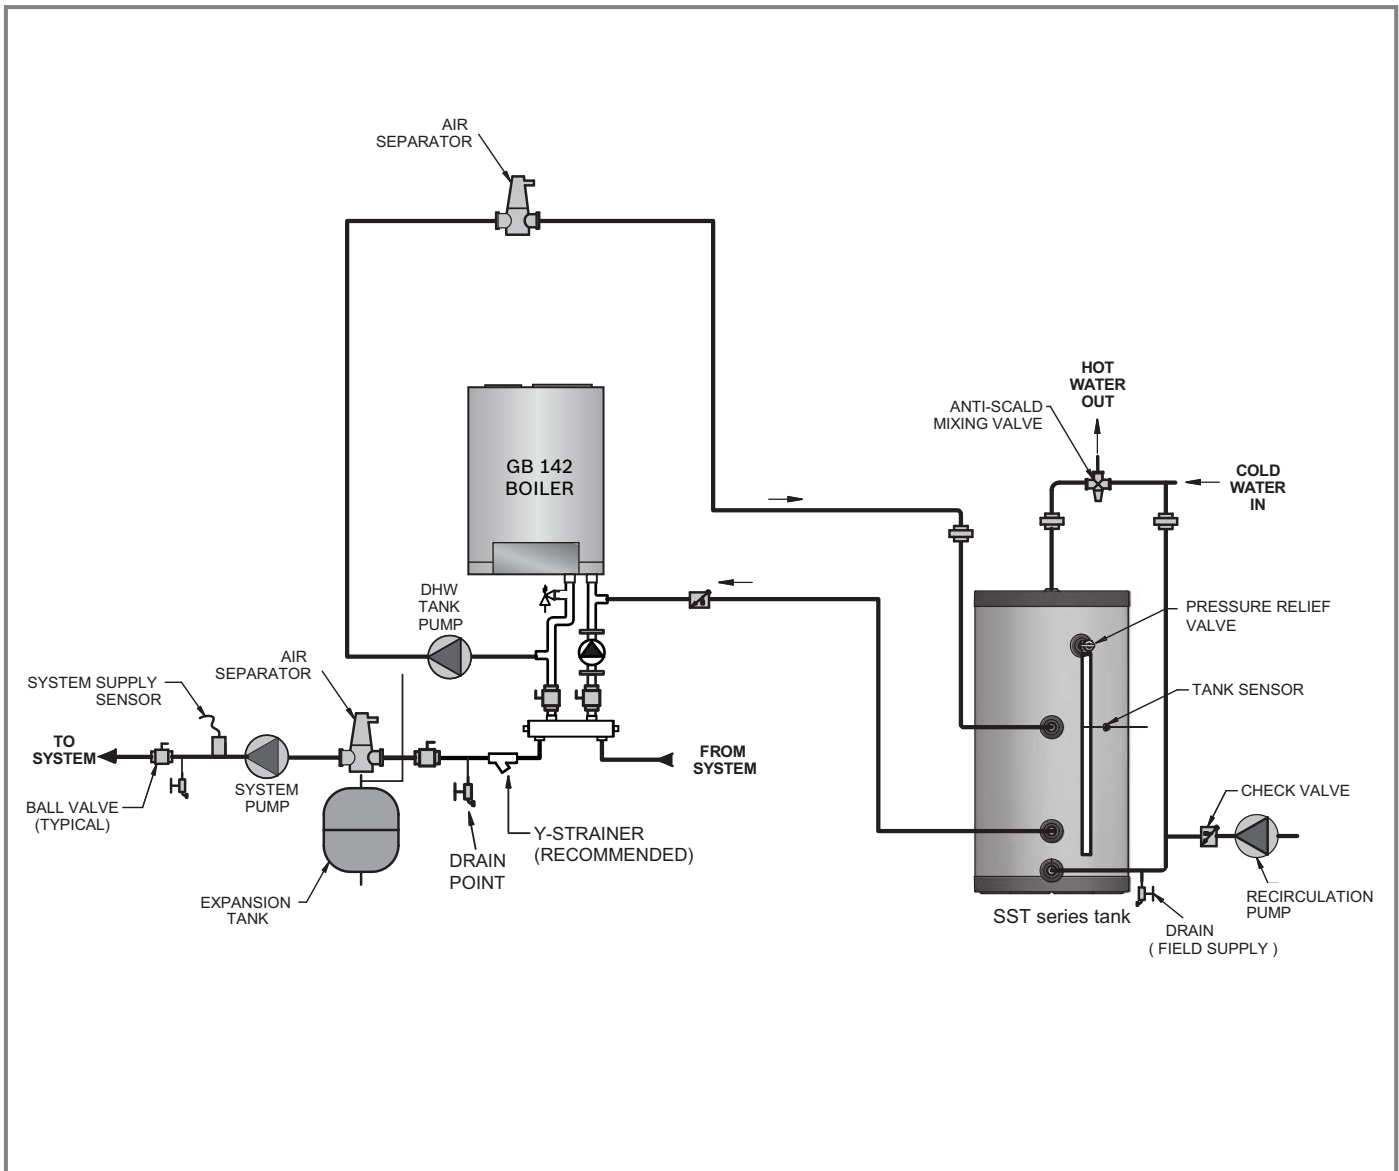 AIR
SEPARATOR
HOT
WATER
OUT
ANTI-SCALD
MIXING VALVE
COLD
WATER
IN
GB 142
BOILER
DHW
TANK
PUMP
PRESSURE RELIEF
VALVE
AIR
SEPARATOR
SYSTEM SUPPLY
SENSOR
TANK SENSOR
TO
SYSTEM
FROM
SYSTEM
SYSTEM
PUMP
BALL VALVE
(TYPICAL)
CHECK VALVE
Y-STRAINER
(RECOMMENDED)
DRAIN
POINT
EXPANSION
TANK
RECIRCULATION
PUMP
SST series tank
DRAIN
( FIELD SUPPLY )